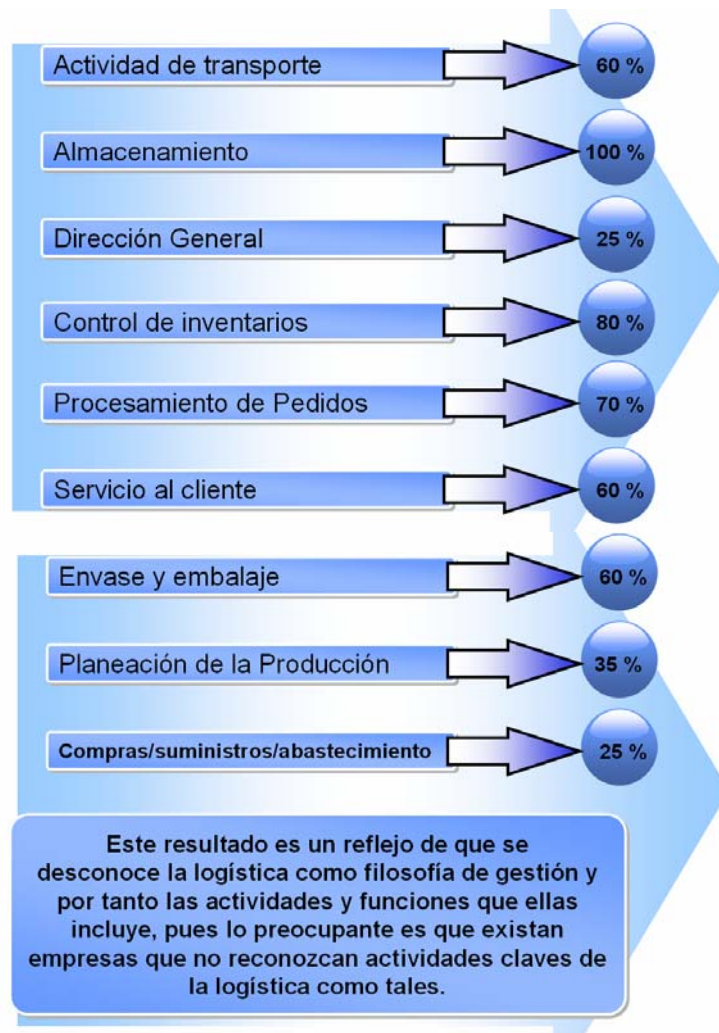 Actividad de transporte 60 %
Almacenamiento 100 %
Dirección General 25 %
Control de inventarios 80 %
Procesamiento de Pedidos 70 %
Servicio al cliente 60 %
Envase y embalaje 60 %
Planeación de la Producción 35 %
Compras/suministros/abastecimiento 25 %
Este resultado es un reflejo de que se
desconoce la logística como filosofía de gestión y
por tanto las actividades y funciones que ellas
incluye, pues lo preocupante es que existan
empresas que no reconozcan actividades claves de
la logística como tales.